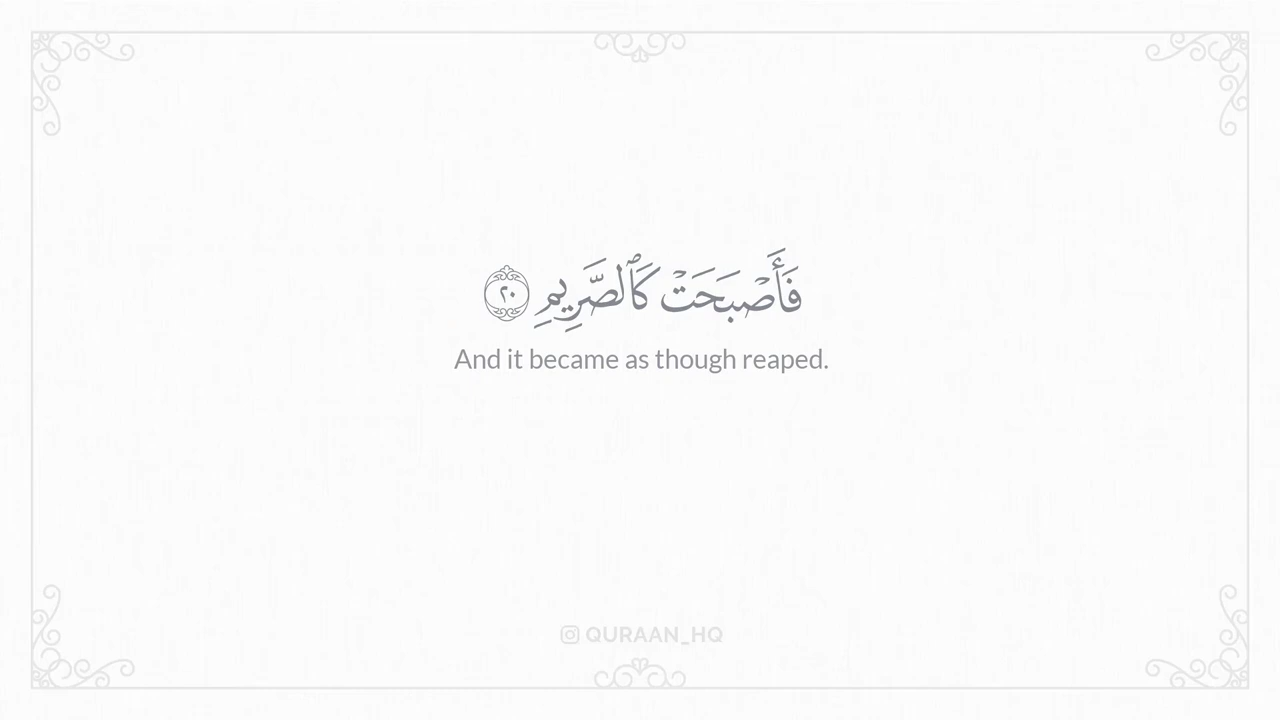 فَأَصْبَحَتْ كَٱلصَّرِيمِ ٢٠
And it became as though reaped.
QURAAN_HQ